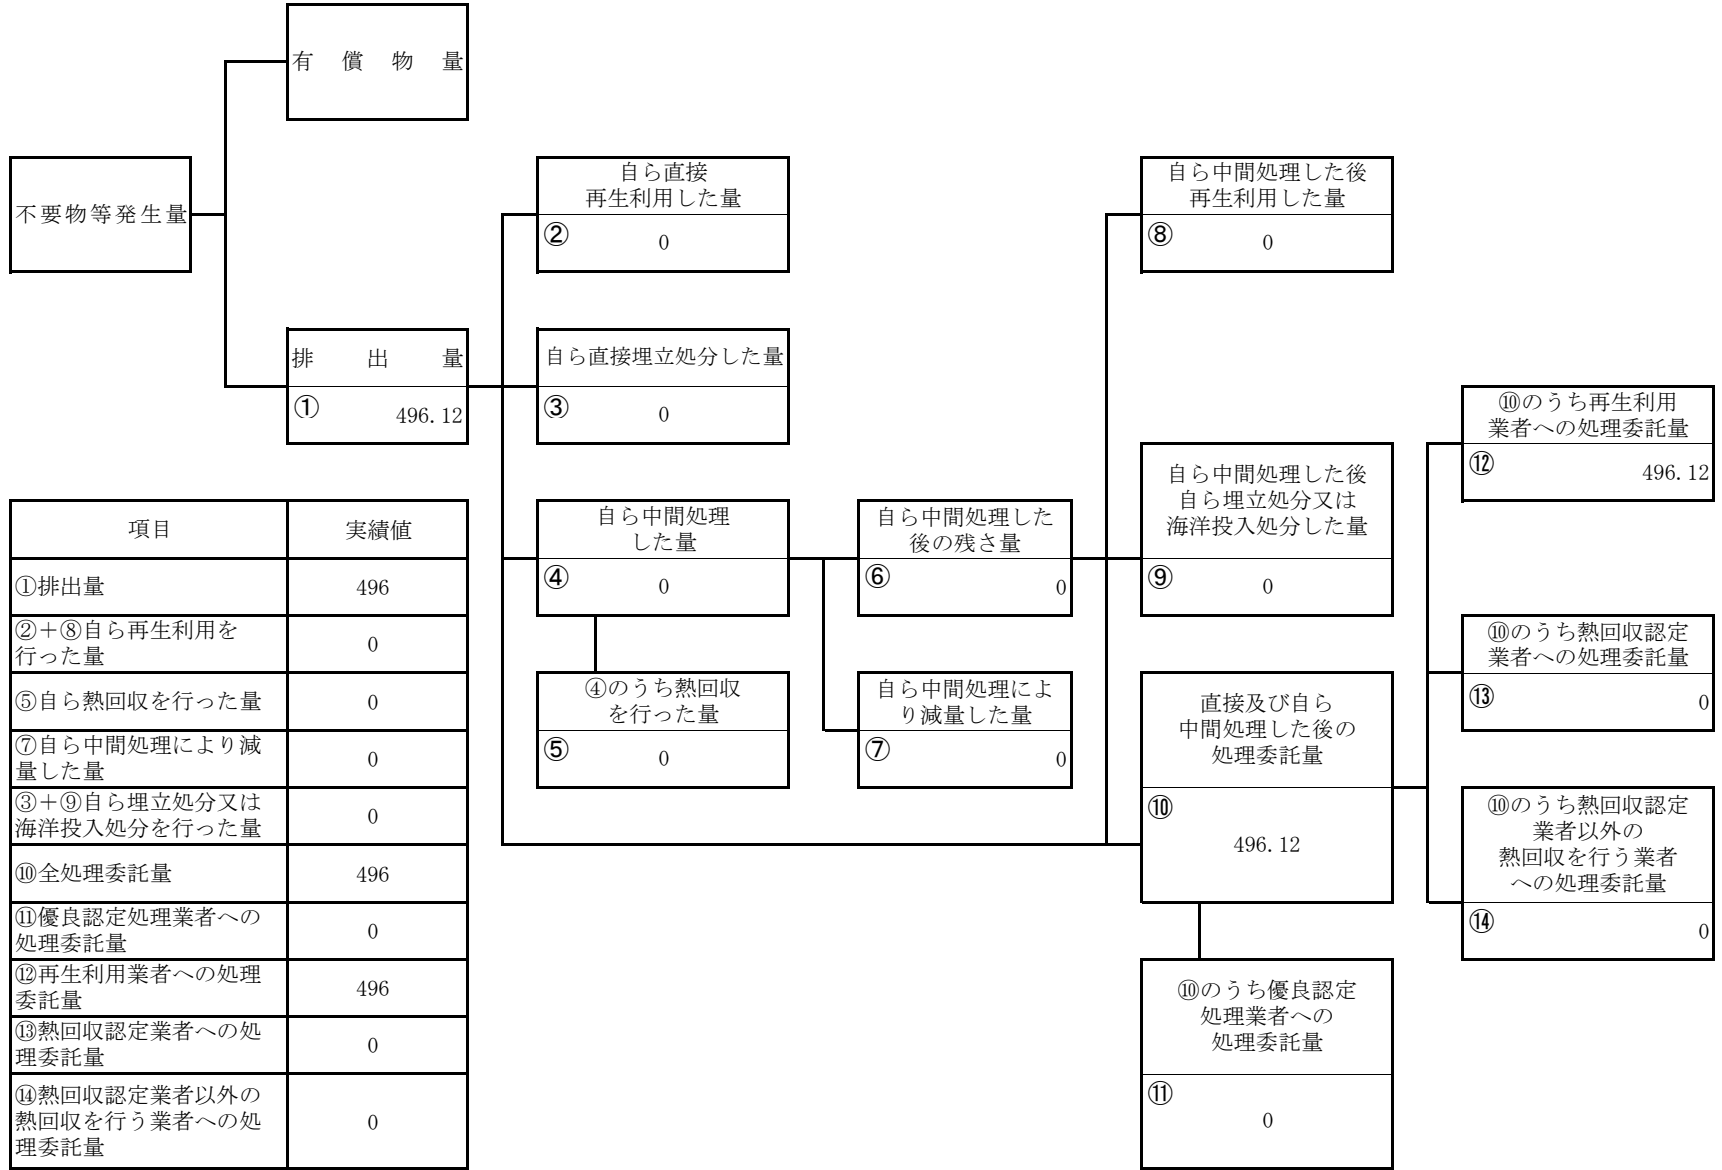 有償物量
不要物等発生量
排出量
①
496.12
自ら直接
再生利用した量
②
0
自ら直接埋立処分した量
③
0
自ら中間処理
した量
④
0
④のうち熱回収
を行った量
⑤
0
自ら中間処理した
後の残さ量
⑥
0
自ら中間処理によ
り減量した量
⑦
0
自ら中間処理した後
再生利用した量
⑧
0
自ら中間処理した後
自ら埋立処分又は
海洋投入処分した量
⑨
0
直接及び自ら
中間処理した後の
処理委託量
⑩
496.12
⑩のうち優良認定
処理業者への
処理委託量
⑪
0
⑩のうち再生利用
業者への処理委託量
⑫
496.12
⑩のうち熱回収認定
業者への処理委託量
⑬
0
⑩のうち熱回収認定
業者以外の
熱回収を行う業者
への処理委託量
⑭
0
項目 実績値
①排出量 496
②＋⑧自ら再生利用を
行った量
0
⑤自ら熱回収を行った量 0
⑦自ら中間処理により減
量した量
0
③＋⑨自ら埋立処分又は
海洋投入処分を行った量
0
⑩全処理委託量 496
⑪優良認定処理業者への
処理委託量
0
⑫再生利用業者への処理
委託量
496
⑬熱回収認定業者への処
理委託量
0
⑭熱回収認定業者以外の
熱回収を行う業者への処
理委託量
0